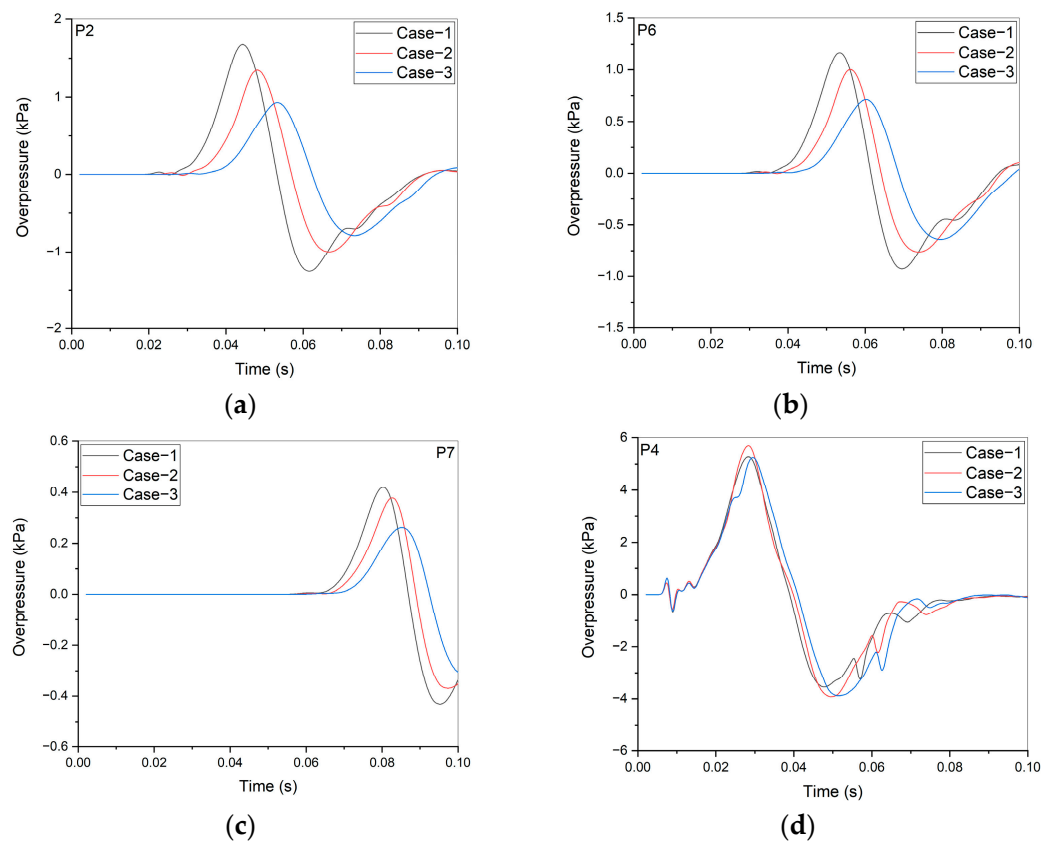 P2
Case−1
Case−2
Case−3
Overpressure (kPa)
2
1
0
−1
−2
0.00 0.02 0.04 0.06 0.08 0.10
Time (s)
(a)
P6
Case−1
Case−2
Case−3
Overpressure (kPa)
1.5
1.0
0.5
0.0
−0.5
−1.0
−1.5
0.00 0.02 0.04 0.06 0.08 0.10
Time (s)
(b)
P7
Case−1
Case−2
Case−3
Overpressure (kPa)
0.6
0.4
0.2
0.0
−0.2
−0.4
−0.6
0.00 0.02 0.04 0.06 0.08 0.10
Time (s)
(c)
P4
Case−1
Case−2
Case−3
Overpressure (kPa)
6
4
2
0
−2
−4
−6
0.00 0.02 0.04 0.06 0.08 0.10
Time (s)
(d)